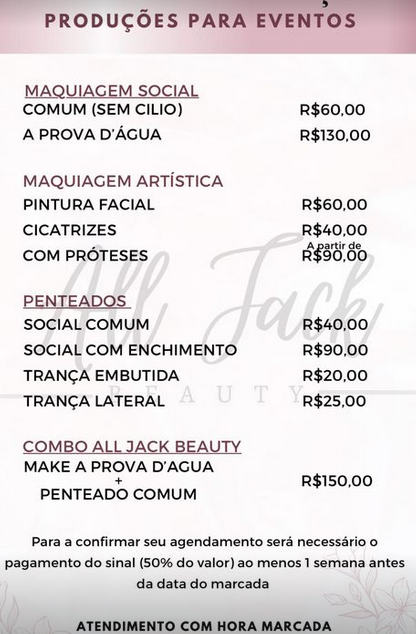 PRODUÇÕES PARA EVENTOS
MAQUIAGEM SOCIAL
COMUM (SEM CILIO) R$60,00
A PROVA D'ÁGUA R$130,00
MAQUIAGEM ARTÍSTICA
PINTURA FACIAL R$60,00
CICATRIZES R$40,00
A partir de
COM PRÓTESES R$90,00
All Jack
BEAUTY
PENTEADOS
SOCIAL COMUM R$40,00
SOCIAL COM ENCHIMENTO R$90,00
TRANÇA EMBUTIDA R$20,00
TRANÇA LATERAL R$25,00
COMBO ALL JACK BEAUTY
MAKE A PROVA D'AGUA
+
PENTEADO COMUM R$150,00
Para a confirmar seu agendamento será necessário o
pagamento do sinal (50% do valor) ao menos 1 semana antes
da data do marcada
ATENDIMENTO COM HORA MARCADA